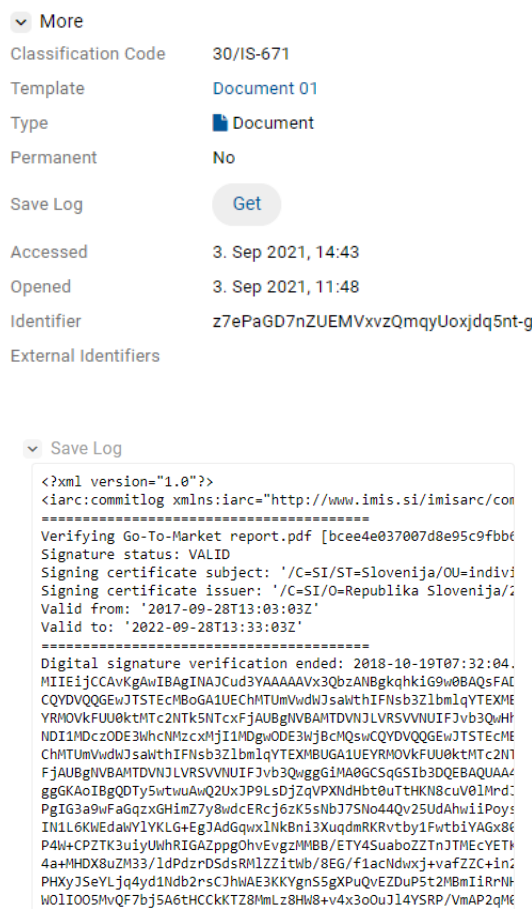 More
Classification Code 30/IS-671
Template Document 01
Type Document
Permanent No
Save Log Get
Accessed 3. Sep 2021, 14:43
Opened 3. Sep 2021, 11:48
Identifier z7ePaGD7nZUEMVxvzQmqyUoxjdq5nt-g
External Identifiers
Save Log
<?xml version="1.0"?>
<iarc:commitlog xmlns:iarc="http://www.imis.si/imisarc/com
========================================
Verifying Go-To-Market report.pdf [bcee4e037007d8e95c9fbb6
Signature status: VALID
Signing certificate subject: '/C=SI/ST=Slovenija/OU=indivi
Signing certificate issuer: '/C=SI/O=Republika Slovenija/2
Valid from: '2017-09-28T13:03:03Z'
Valid to: '2022-09-28T13:33:03Z'
========================================
Digital signature verification ended: 2018-10-19T07:32:04.
MIIEijCCAvKgAwIBAgINAJCud3YAAAAAVx3QbzANBgkqhkiG9w0BAQsFAD
CQYDVQQGEwJTSTEcMBoGA1UEChMTUmVwdWJsaWthIFNsb3ZlbmlqYTEXME
YRMOVkFUU0ktMTc2NTk5NTcxFjAUBgNVBAMTDVNJLVRSVVNUIFJvb3QwHh
NDI1MDczODE3WhcNMzcxMjI1MDgwODE3WjBcMQswCQYDVQQGEwJTSTEcME
ChMTUmVwdWJsaWthIFNsb3ZlbmlqYTEXMBUGA1UEYRMOVkFUU0ktMTc2NT
FjAUBgNVBAMTDVNJLVRSVVNUIFJvb3QwggGiMA0GCSqGSIb3DQEBAQUAA4
ggGKAoIBgQDTy5wtwuAwQ2UxJP9LsDjZqVPXNdHbt0uTtHKN8cuV0lMrdJ
PgIG3a9wFaGqzxGHimZ7y8wdcERcj6zK5sNbJ7SNo44Qv25UdAhwiiPoys
IN1L6KWEdaWYlYKLG+EgJAdGqwxlNkBni3XuqdmRKRvtby1FwtbiYAGx86
P4W+CPZTK3uiyUWhRIGAZppgOhvEvgzMMBB/ETY4SuaboZZTnJTMEcYETK
4a+MHDX8uZM33/ldPdzrDSdsRMlZZitWb/8EG/f1acNdwxj+vafZZC+in2
PHXyJSeYLjq4yd1Ndb2rsCJhWAE3KKYgnS5gXPuQvEZDuP5t2MBmIiRrNH
WOlIOO5MvQF7bj5A6tHCCkKTZ8MmLz8HW8+v4x3oOuJl4YSRP/VmAP2qM6